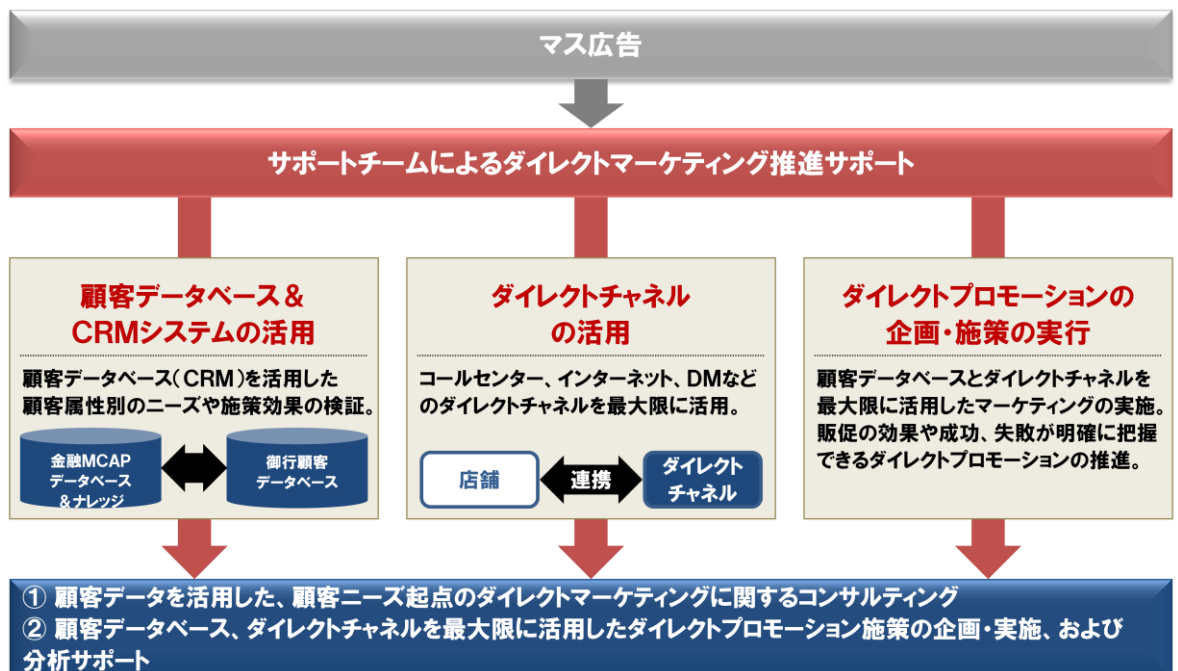 マス広告
サポートチームによるダイレクトマーケティング推進サポート
顧客データベース&
CRMシステムの活用
顧客データベース(CRM)を活用した
顧客属性別のニーズや施策効果の検証。
金融MCAP
データベース
&ナレッジ
御行顧客
データベース
ダイレクトチャネル
の活用
コールセンター、インターネット、DMなど
のダイレクトチャネルを最大限に活用。
店舗
連携
ダイレクト
チャネル
ダイレクトプロモーションの
企画・施策の実行
顧客データベースとダイレクトチャネルを
最大限に活用したマーケティングの実施。
販促の効果や成功、失敗が明確に把握
できるダイレクトプロモーションの推進。
① 顧客データを活用した、顧客ニーズ起点のダイレクトマーケティングに関するコンサルティング
② 顧客データベース、ダイレクトチャネルを最大限に活用したダイレクトプロモーション施策の企画・実施、および
分析サポート